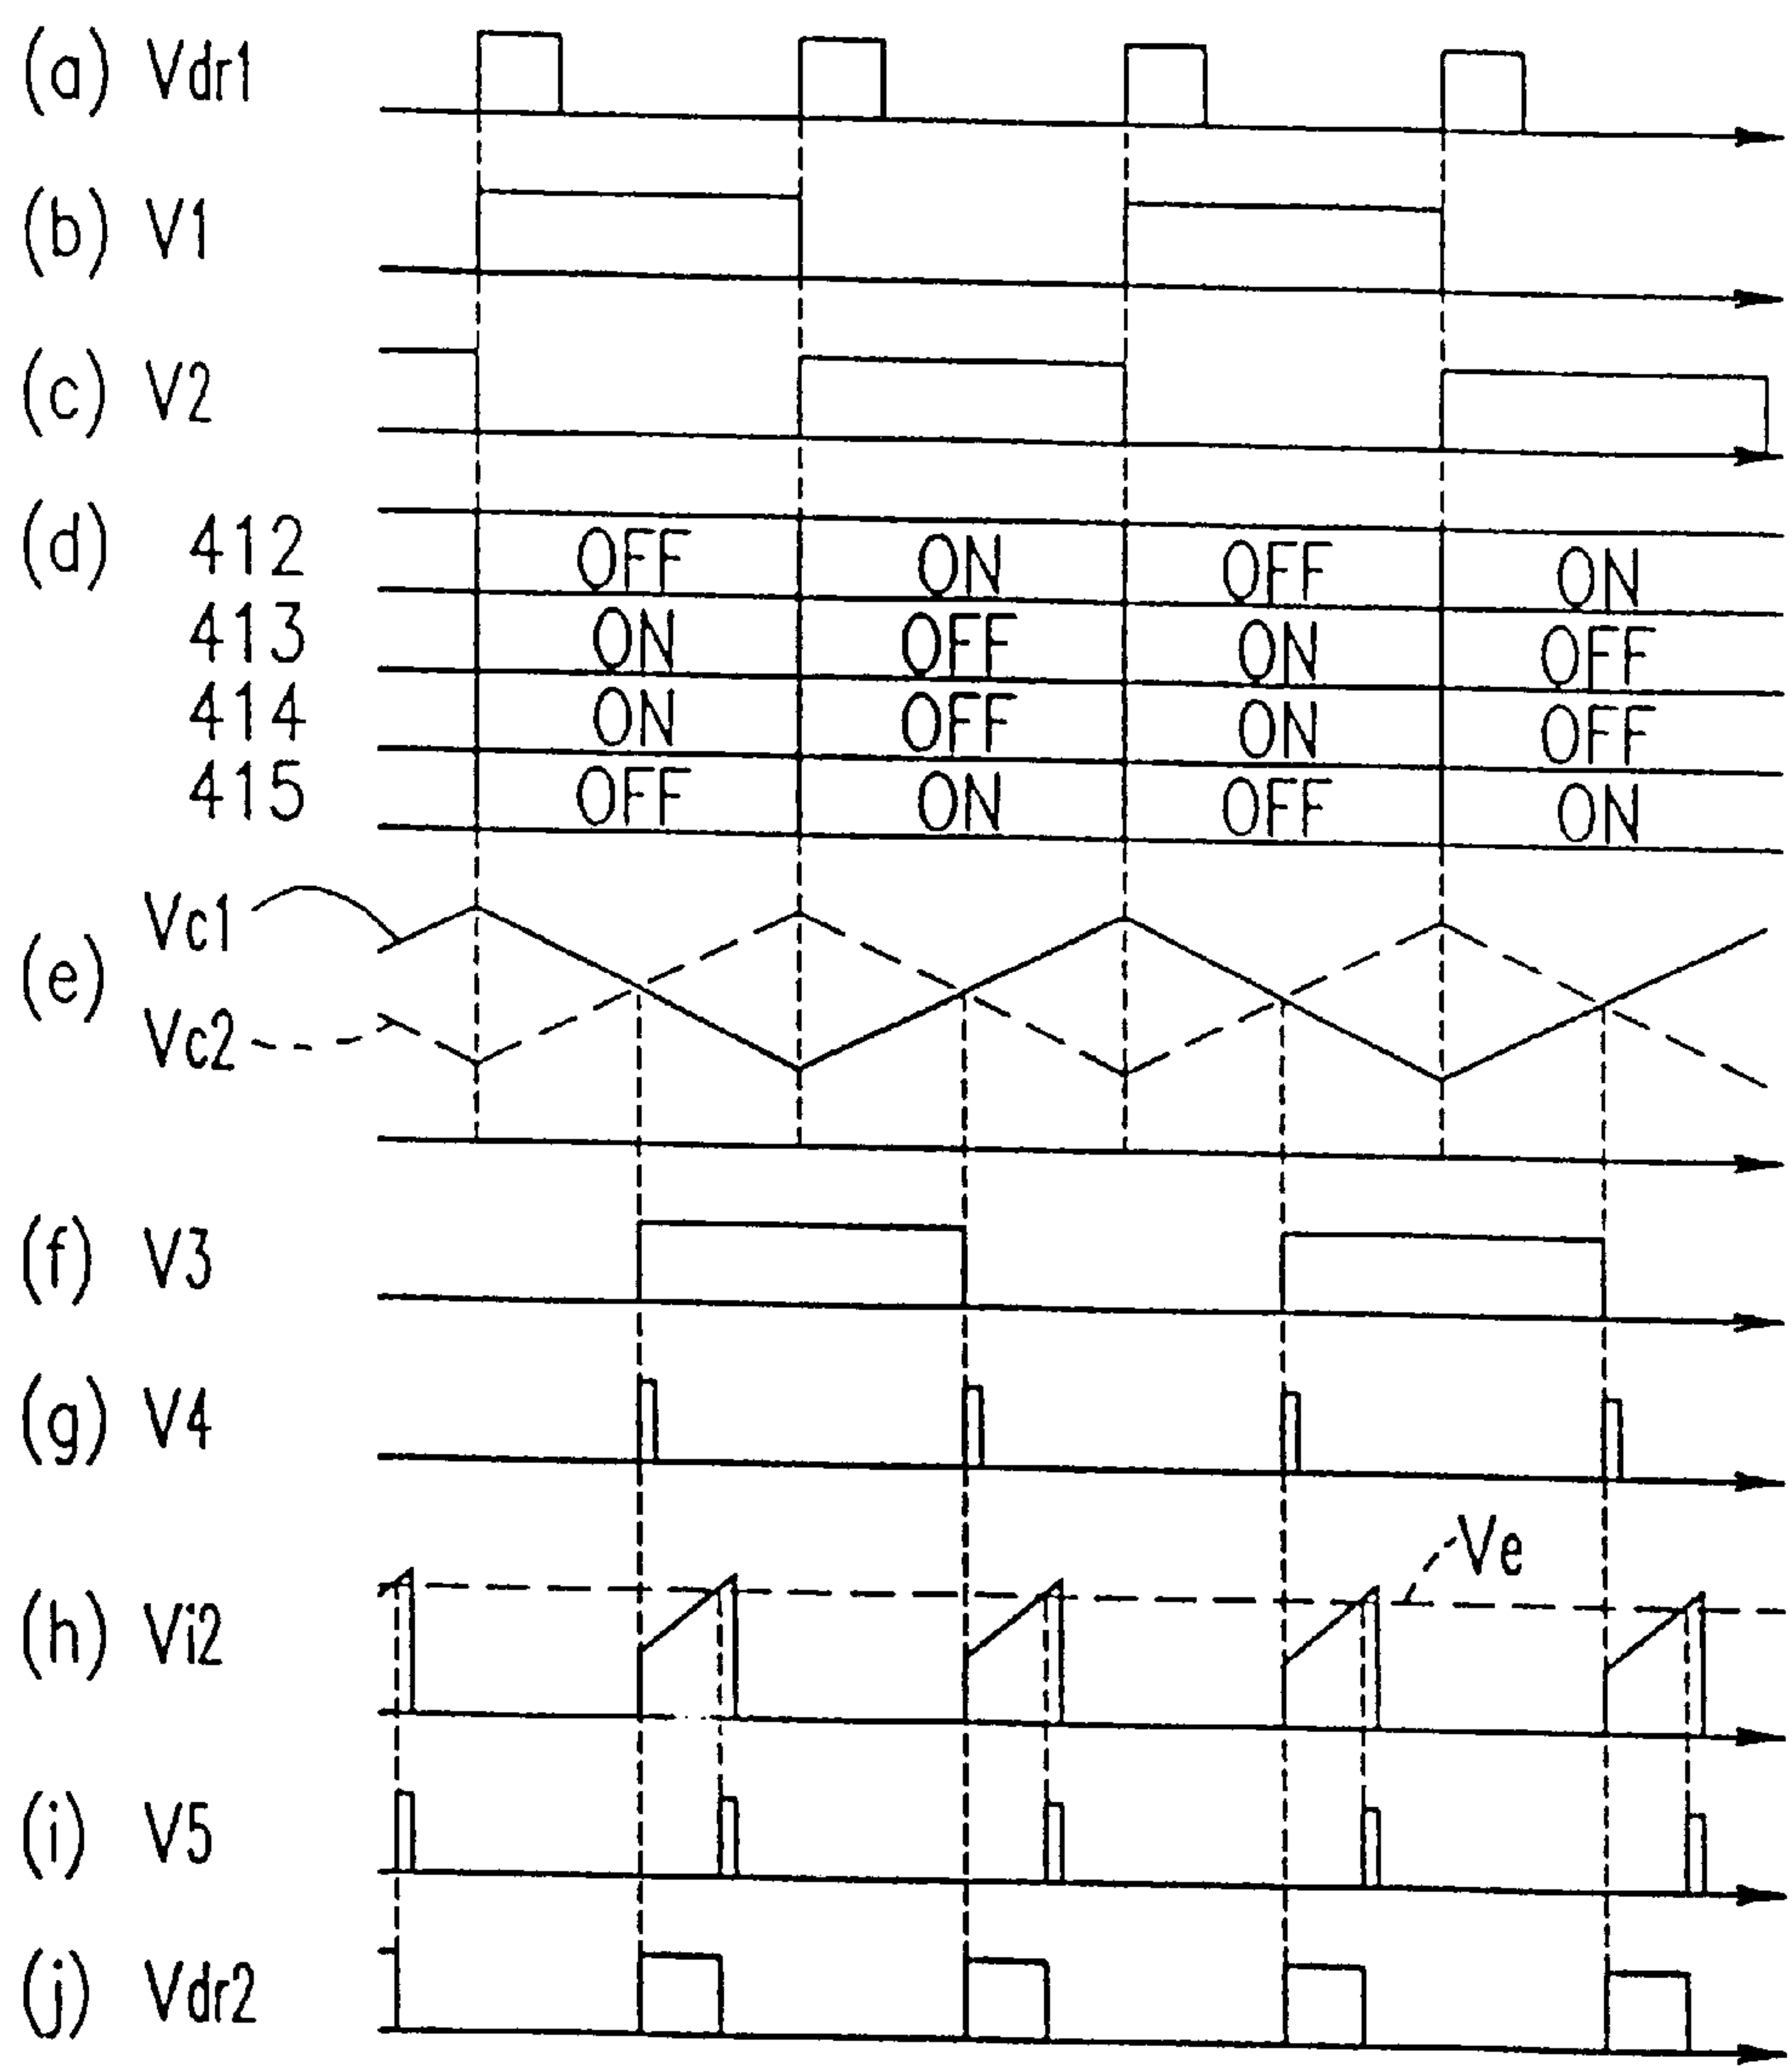 (a) Vdr1
(b) V1
(c) V2
(d) 412 OFF ON OFF ON
413 ON OFF ON OFF
414 ON OFF ON OFF
415 OFF ON OFF ON
Vc1
(e)
Vc2
(f) V3
(g) V4
Ve
(h) Vi2
(i) V5
(j) Vdr2